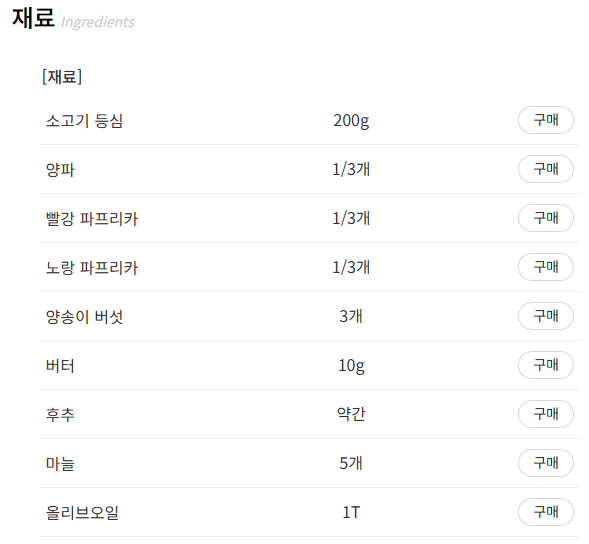 재료 Ingredients
[재료]
소고기 등심 200g 구매
양파 1/3개 구매
빨강 파프리카 1/3개 구매
노랑 파프리카 1/3개 구매
양송이 버섯 3개 구매
버터 10g 구매
후추 약간 구매
마늘 5개 구매
올리브오일 1T 구매